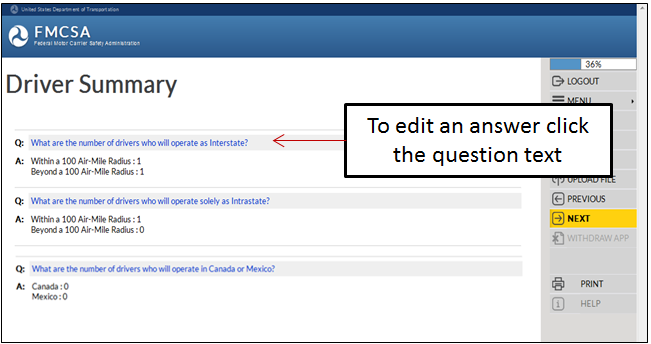 United States Department of Transportation
FMCSA
Federal Motor Carrier Safety Administration
36%
Driver Summary
LOGOUT
MENU
To edit an answer click
the question text
Q: What are the number of drivers who will operate as Interstate?
A: Within a 100 Air-Mile Radius : 1
Beyond a 100 Air-Mile Radius : 1
UPLOAD FILE
Q: What are the number of drivers who will operate solely as Intrastate?
PREVIOUS
A: Within a 100 Air-Mile Radius : 1
Beyond a 100 Air-Mile Radius : 0
NEXT
WITHDRAW APP
Q: What are the number of drivers who will operate in Canada or Mexico?
A: Canada : 0
Mexico : 0
PRINT
HELP